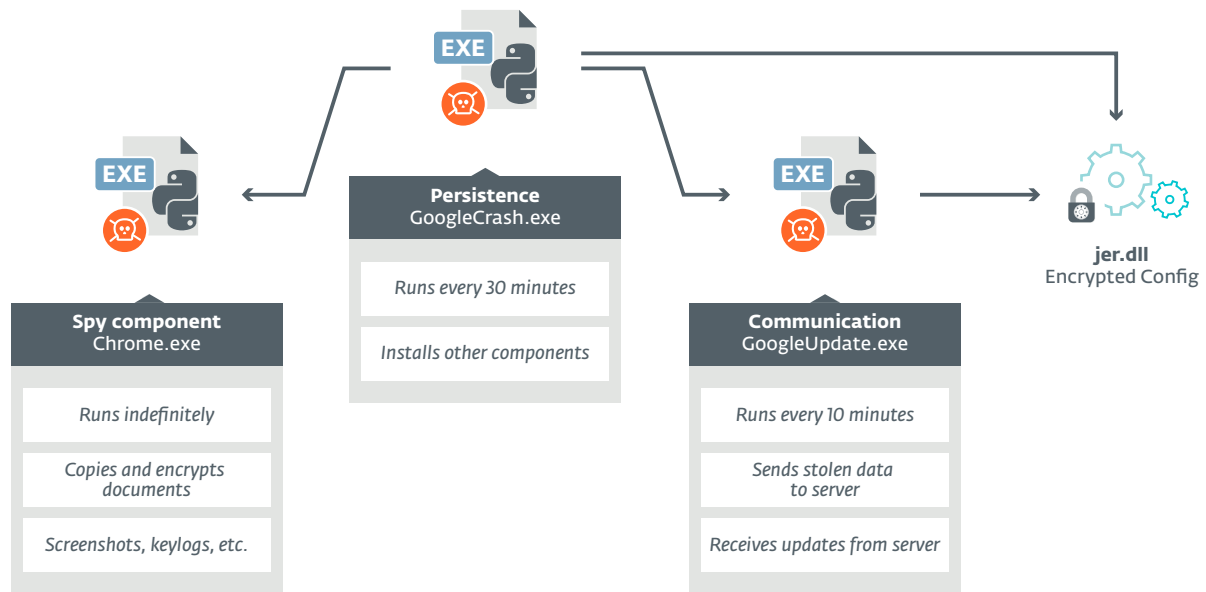 EXE
Persistence
GoogleCrash.exe
Runs every 30 minutes
Installs other components
EXE
Spy component
Chrome.exe
Runs indefinitely
Copies and encrypts
documents
Screenshots, keylogs, etc.
EXE
Communication
GoogleUpdate.exe
Runs every 10 minutes
Sends stolen data
to server
Receives updates from server
jer.dll
Encrypted Config